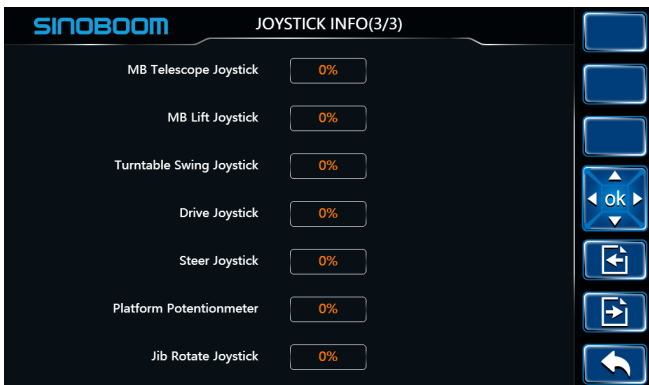 SINOBOOM JOYSTICK INFO(3/3)
MB Telescope Joystick 0%
MB Lift Joystick 0%
Turntable Swing Joystick 0%
ok
Drive Joystick 0%
Steer Joystick 0%
Platform Potentionmeter 0%
Jib Rotate Joystick 0%